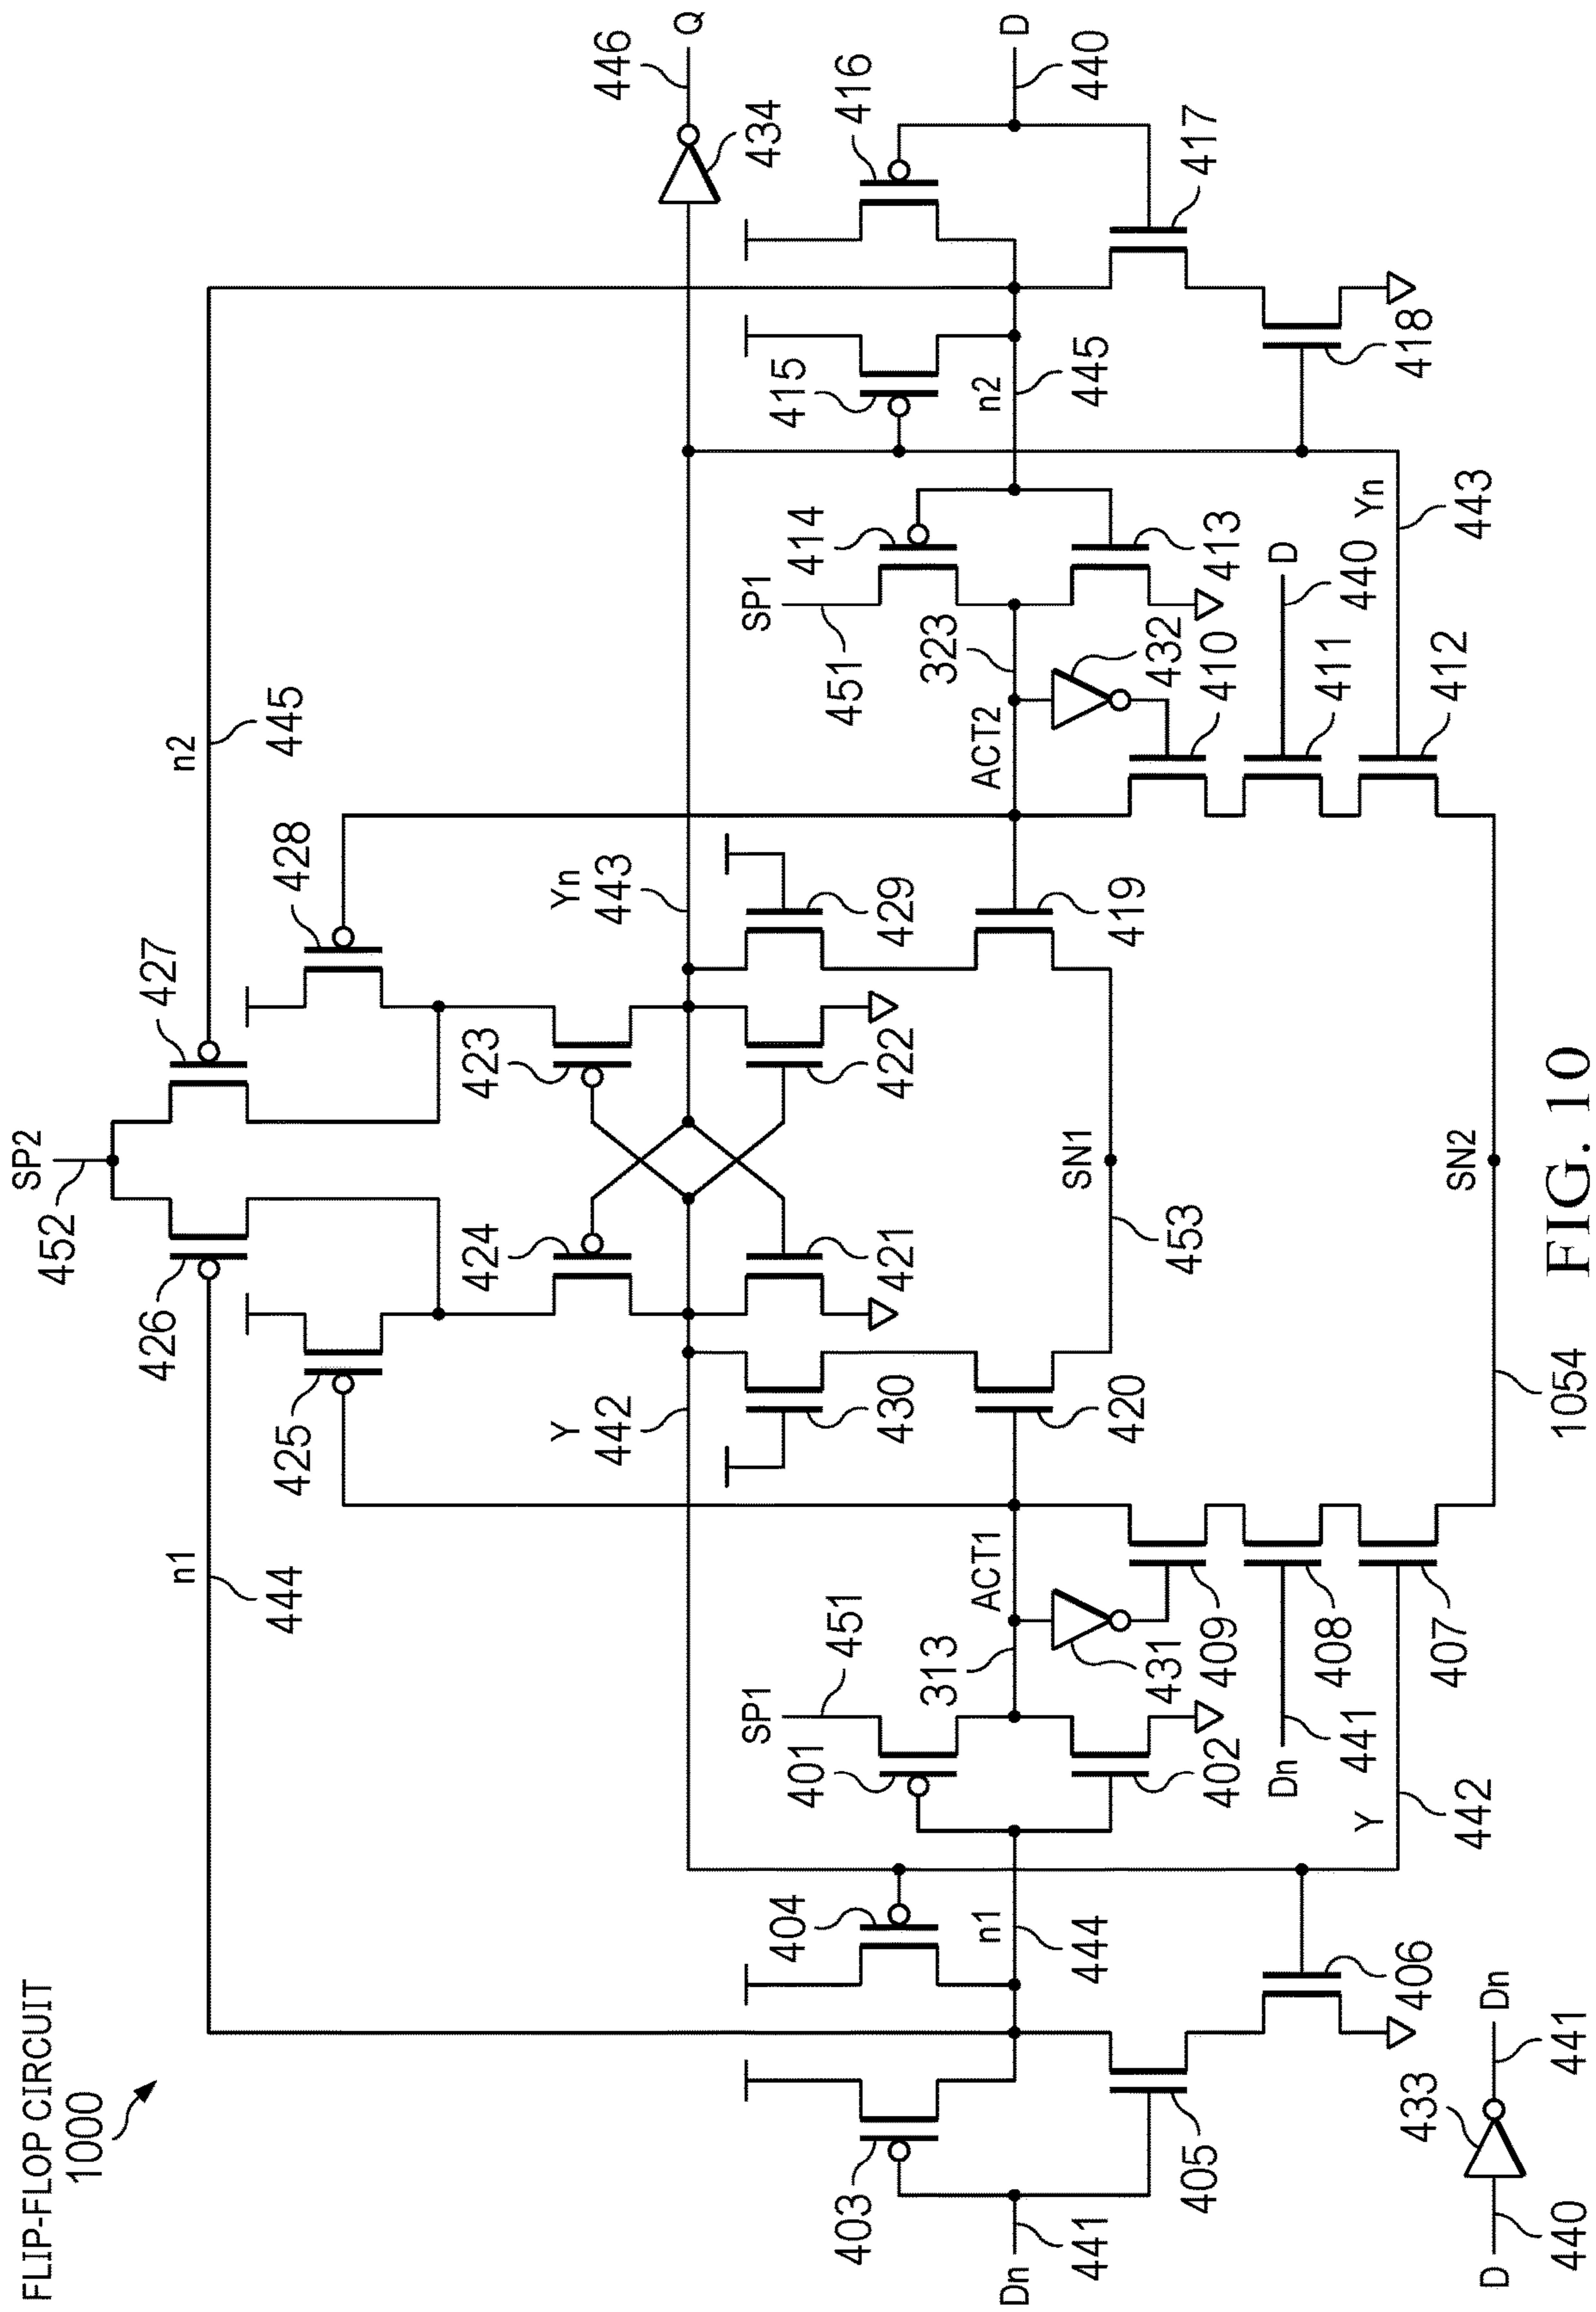 FLIP-FLOP CIRCUIT
1000
SP2
452
426
427
n1
444
n2
445
425
428
424
423
Y
442
Yn
443
446
Q
434
430
421
422
429
SP1
451
401
404
403
SP1
451
414
415
416
n1
444
313
ACT1
420
419
ACT2
323
n2
445
D
440
Dn
441
405
402
431
409
SN1
453
432
410
413
417
406
Dn
441
408
D
440
411
418
Y
442
407
Yn
443
412
SN2
1054
D
440
433
Dn
441
FIG. 10